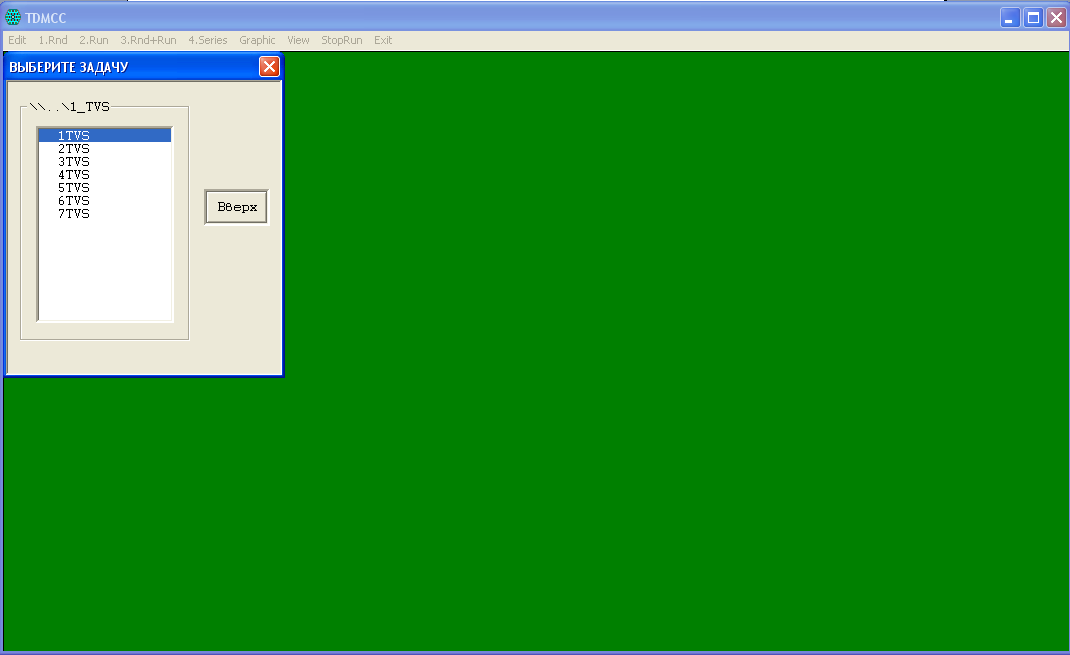 TDMCC
Edit 1.Rnd 2.Run 3.Rnd+Run 4.Series Graphic View StopRun Exit
ВЫБЕРИТЕ ЗАДАЧУ
\\..\1_TVS
1TVS
2TVS
3TVS
4TVS
5TVS
6TVS
7TVS
Вверх